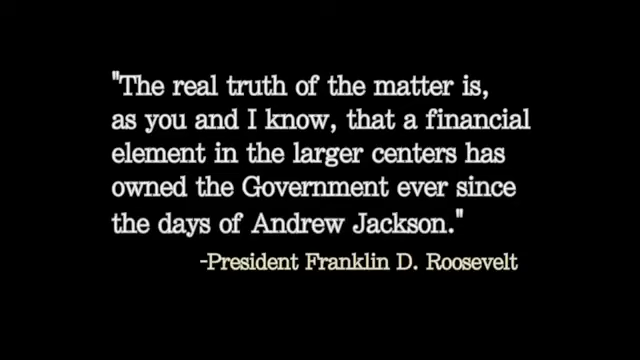 "The real truth of the matter is,
as you and I know, that a financial
element in the larger centers has
owned the Government ever since
the days of Andrew Jackson."
-President Franklin D. Roosevelt